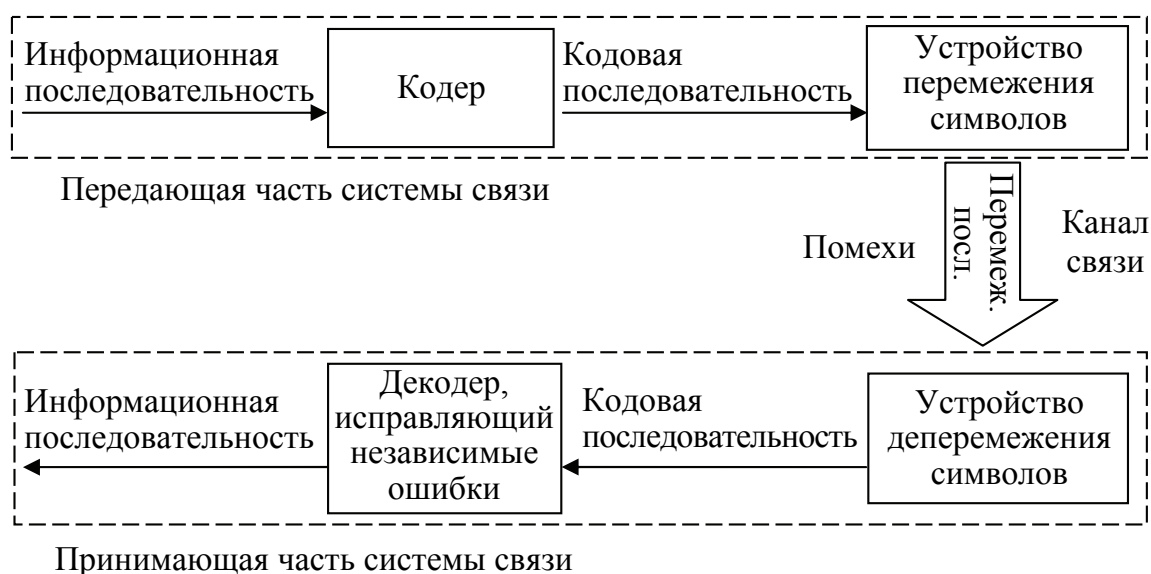 Информационная
последовательность
Кодер
Кодовая
последовательность
Устройство
перемежения
символов
Передающая часть системы связи
Помехи
Перемеж.
посл.
Канал
связи
Информационная
последовательность
Декодер,
исправляющий
независимые
ошибки
Кодовая
последовательность
Устройство
деперемежения
символов
Принимающая часть системы связи